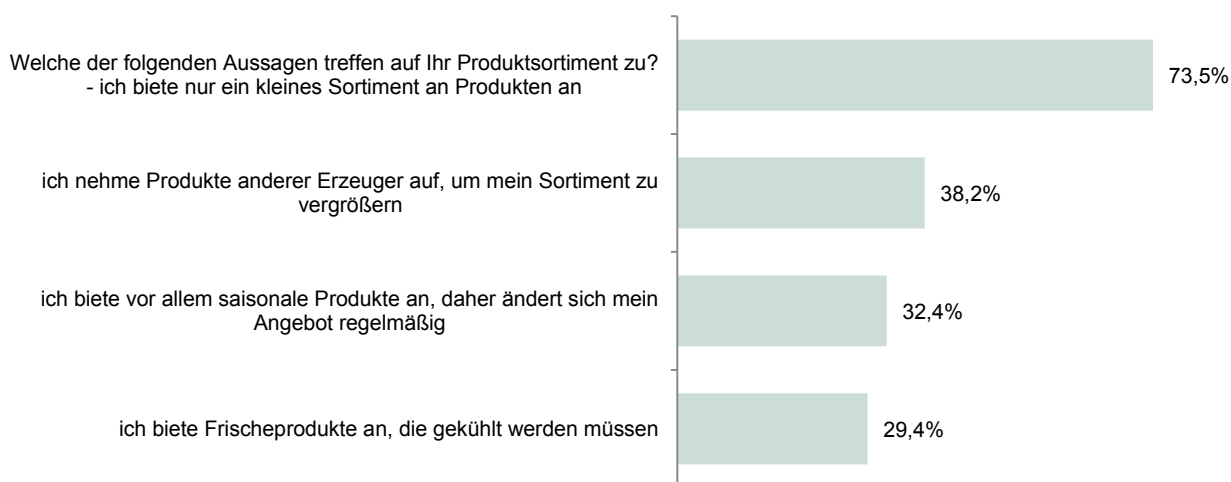 Welche der folgenden Aussagen treffen auf Ihr Produktsortiment zu?
- ich biete nur ein kleines Sortiment an Produkten an
73,5%
ich nehme Produkte anderer Erzeuger auf, um mein Sortiment zu
vergrößern
38,2%
ich biete vor allem saisonale Produkte an, daher ändert sich mein
Angebot regelmäßig
32,4%
ich biete Frischeprodukte an, die gekühlt werden müssen
29,4%